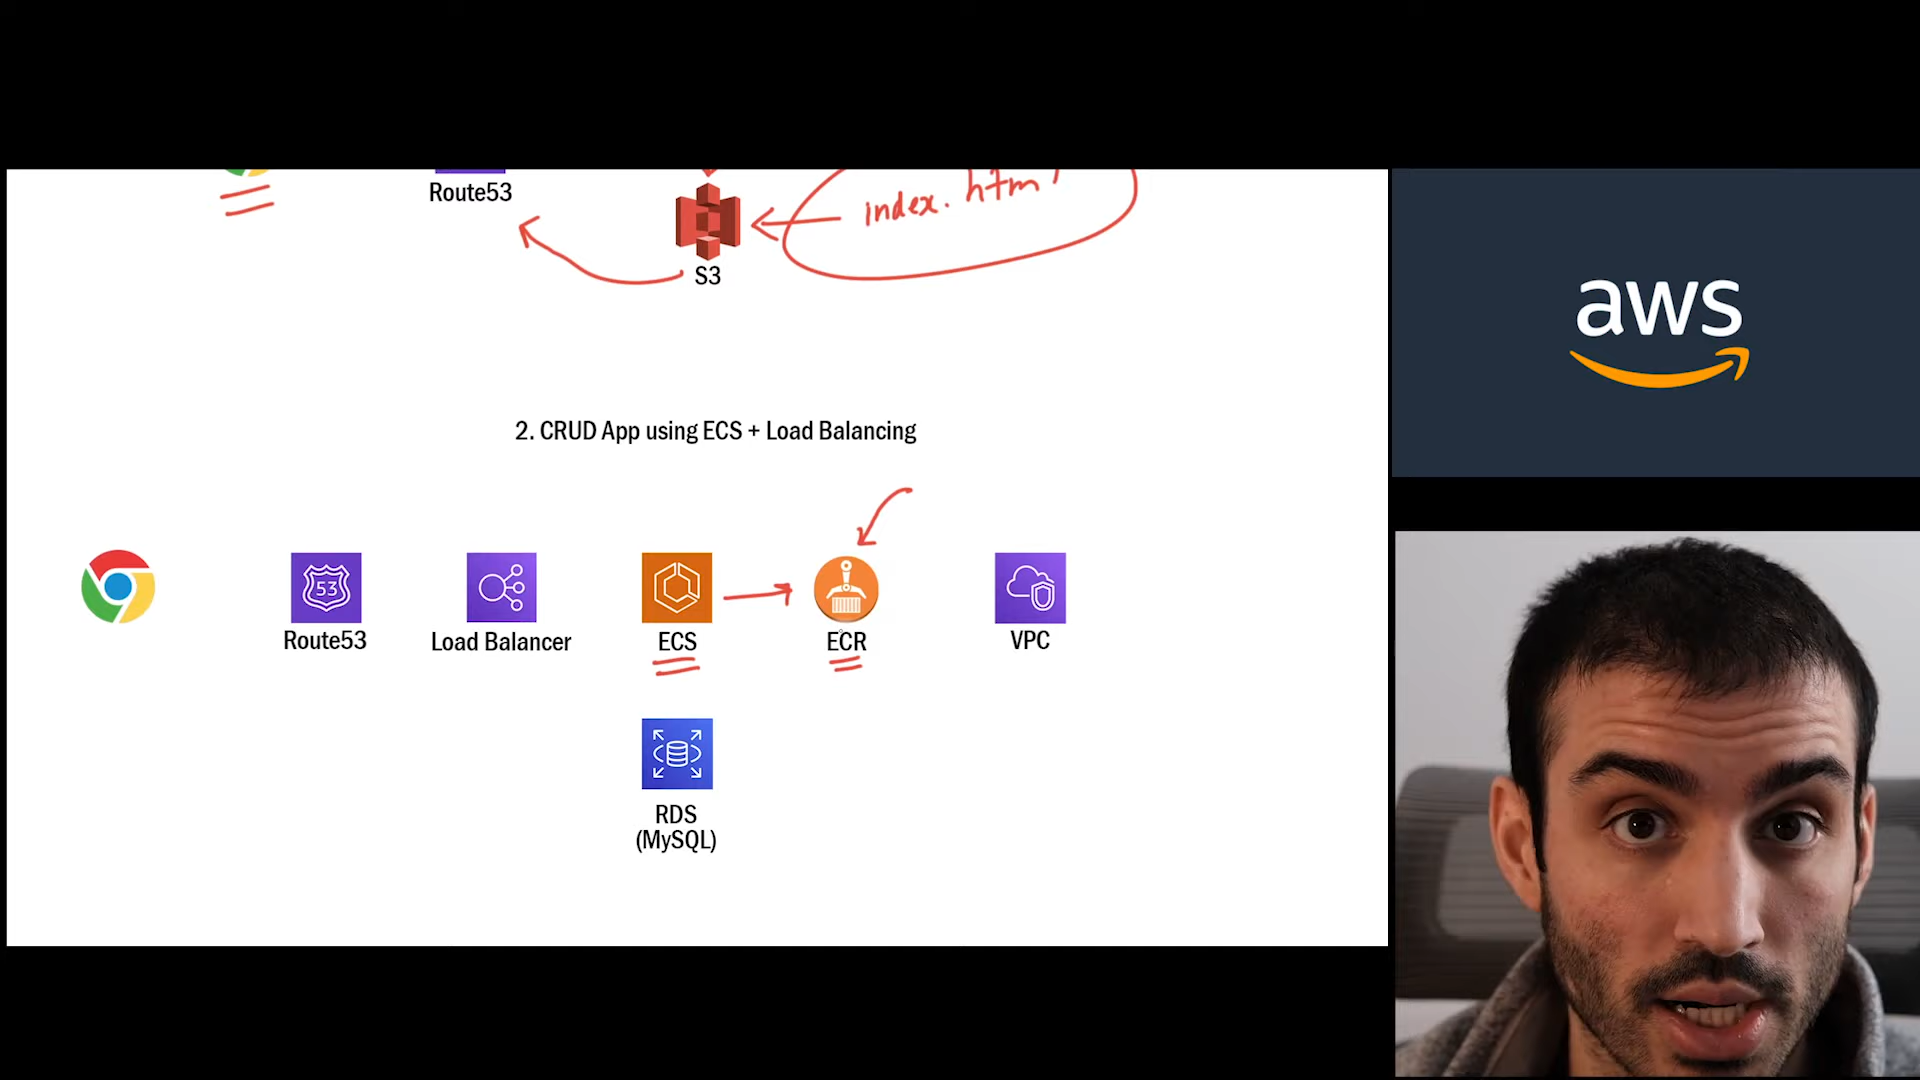 Route53
index. html
S3
aws
2. CRUD App using ECS + Load Balancing
53
Route53
Load Balancer
ECS
ECR
VPC
RDS
(MySQL)